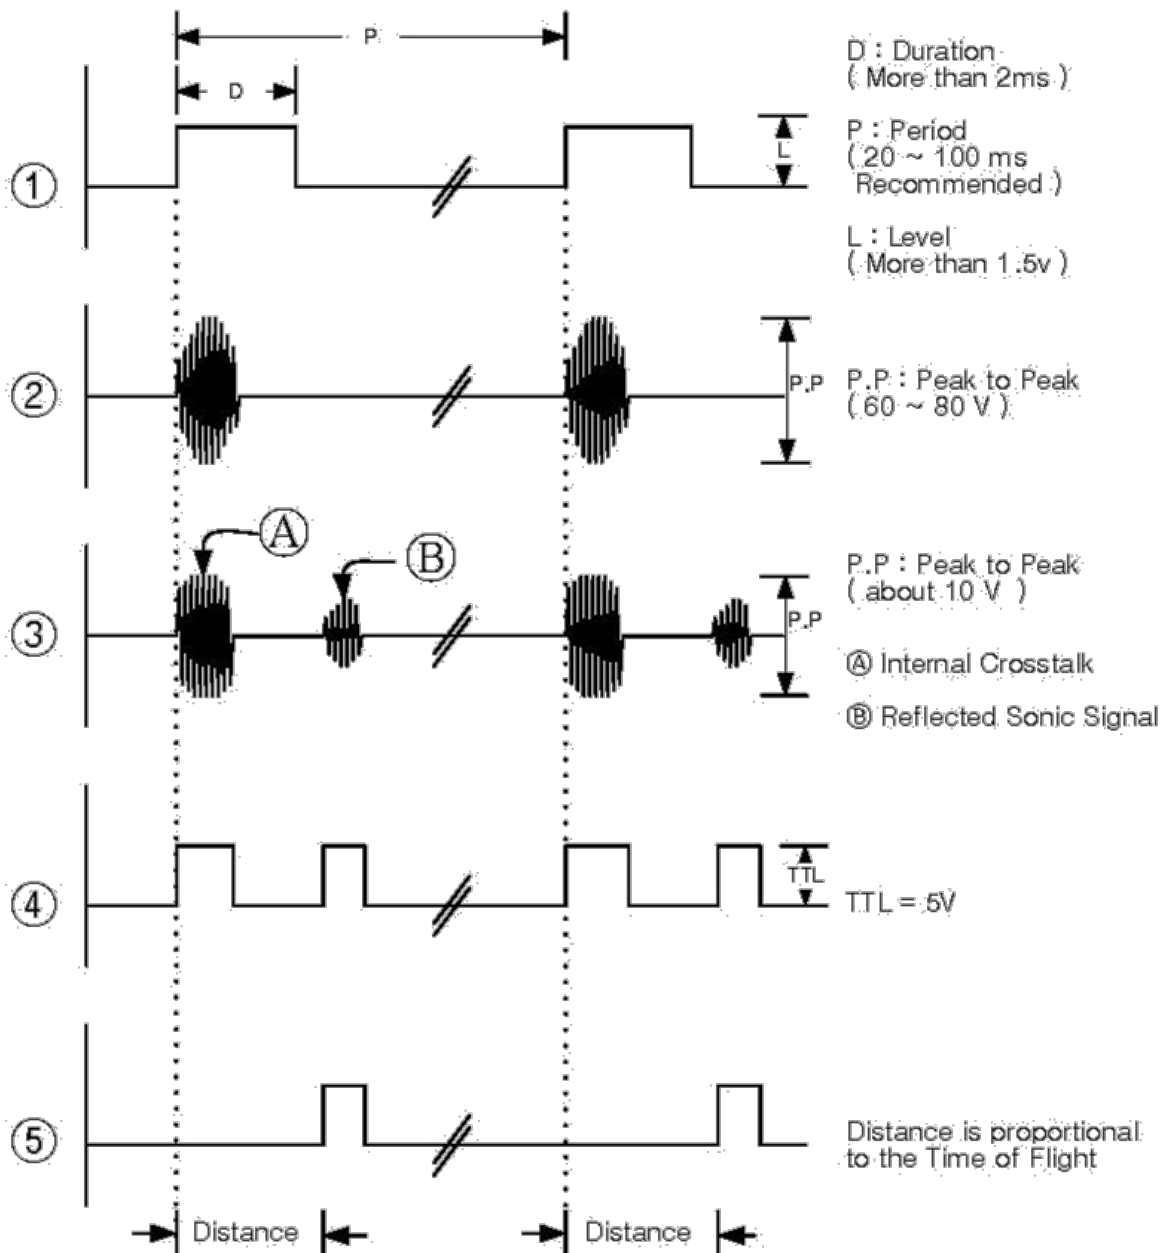 P
D
D : Duration
( More than 2ms )
P : Period
( 20 ~ 100 ms
Recommended )
L
L : Level
( More than 1.5v )
①
②
P.P
P.P : Peak to Peak
( 60 ~ 80 V )
Ⓐ
Ⓑ
③
P.P
P.P : Peak to Peak
( about 10 V )
Ⓐ Internal Crosstalk
Ⓑ Reflected Sonic Signal
④
TTL
TTL = 5V
⑤
Distance is proportional
to the Time of Flight
Distance
Distance